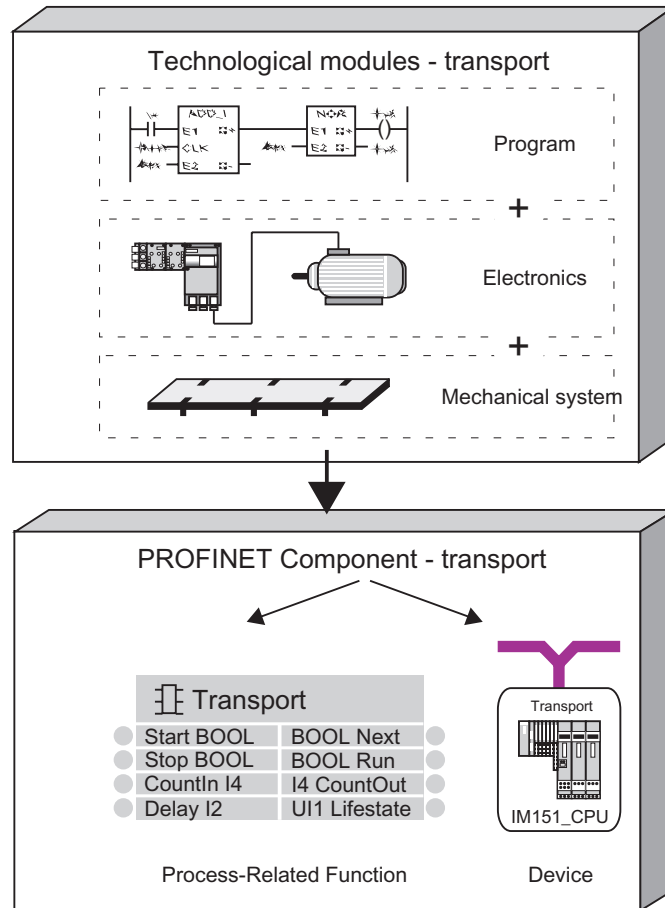 Technological modules - transport
ADD_I
E1
CLK
E2
NOR
E1
E2
Program
+
Electronics
+
Mechanical system
PROFINET Component - transport
Transport
Start BOOL BOOL Next
Stop BOOL BOOL Run
CountIn I4 I4 CountOut
Delay I2 UI1 Lifestate
Transport
IM151_CPU
Process-Related Function
Device